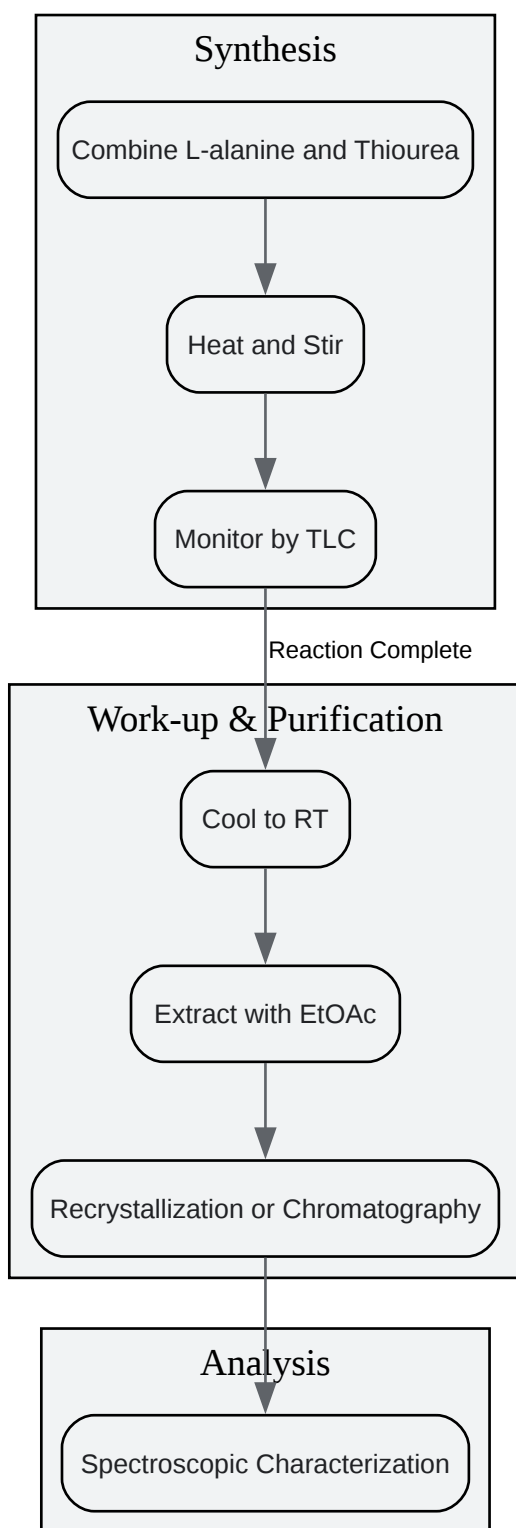 Synthesis
Combine L-alanine and Thiourea
Heat and Stir
Monitor by TLC
Reaction Complete
Work-up & Purification
Cool to RT
Extract with EtOAc
Recrystallization or Chromatography
Analysis
Spectroscopic Characterization